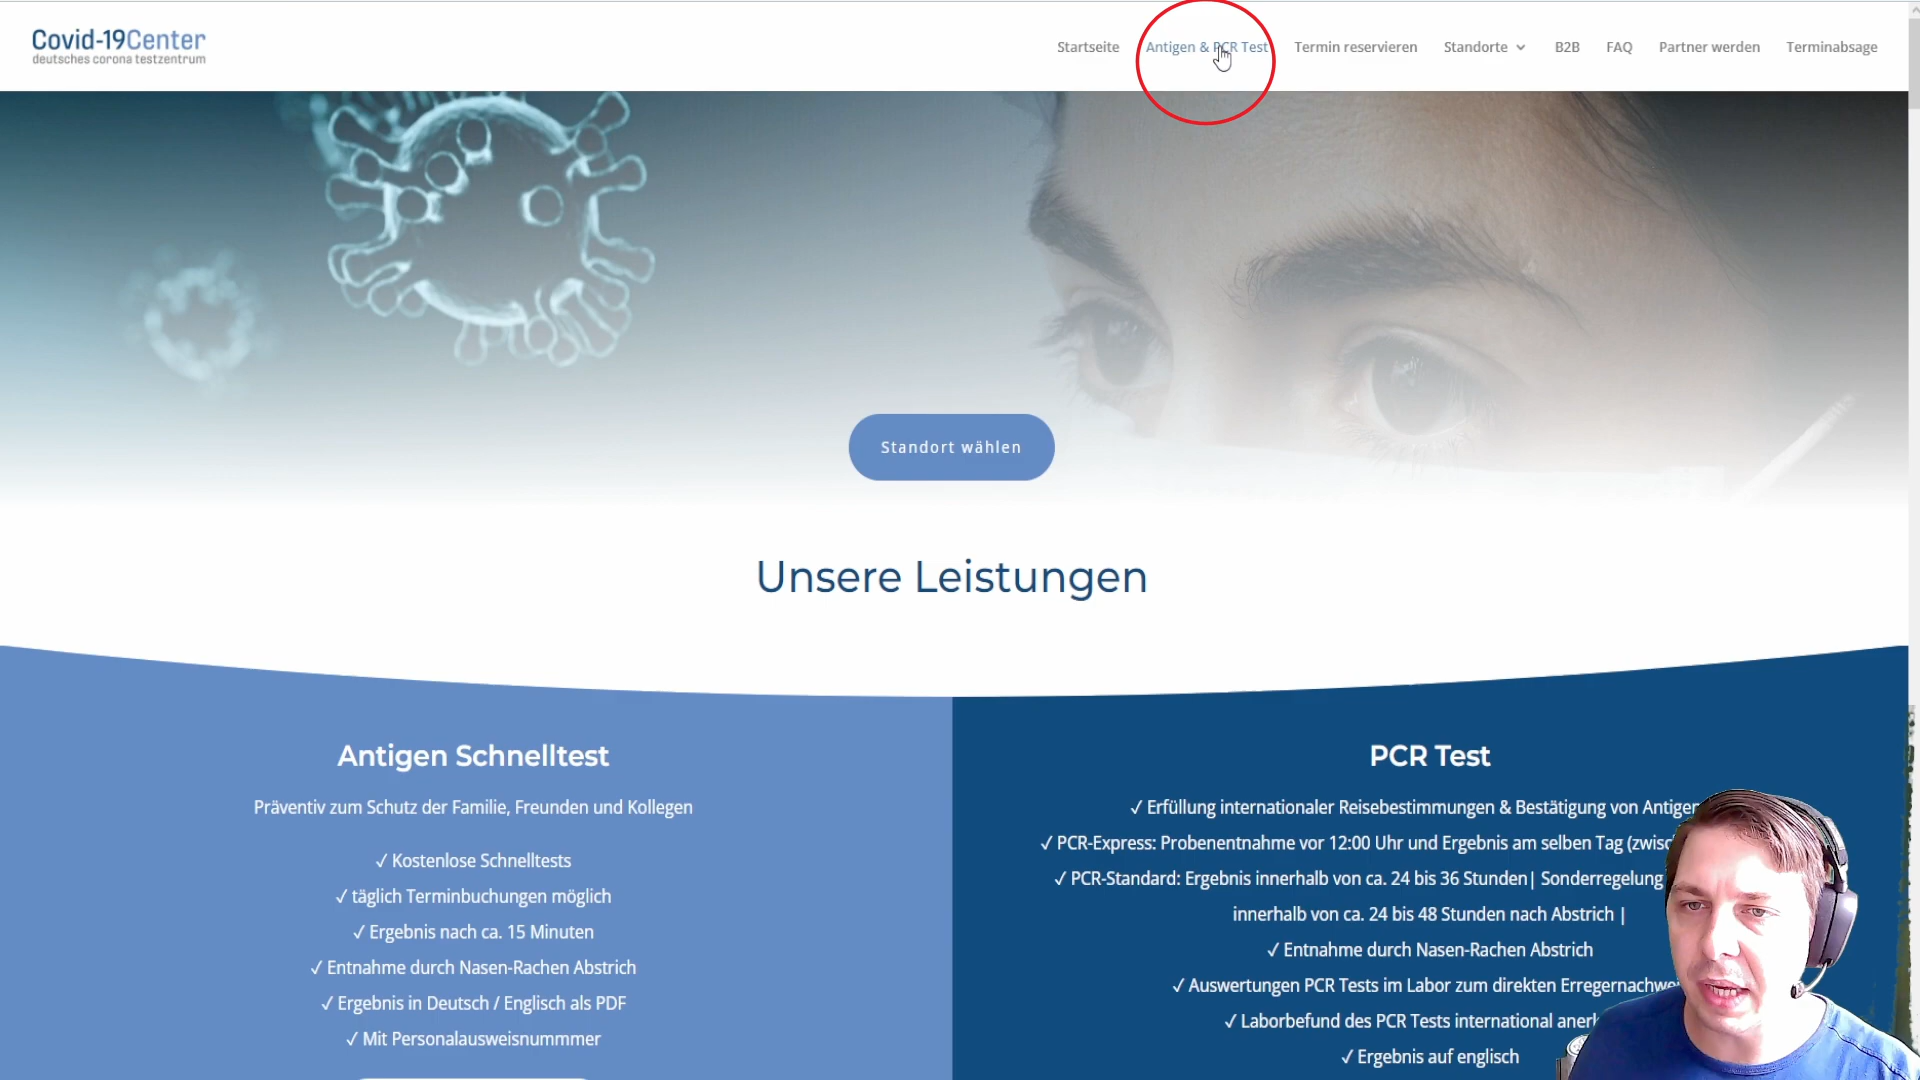 Covid-19Center
deutsches corona testzentrum
Startseite
Antigen & PCR Test
Termin reservieren
Standorte
B2B
FAQ
Partner werden
Terminabsage
Standort wählen
Unsere Leistungen
Antigen Schnelltest
Präventiv zum Schutz der Familie, Freunden und Kollegen
✓ Kostenlose Schnelltests
✓ täglich Terminbuchungen möglich
✓ Ergebnis nach ca. 15 Minuten
✓ Entnahme durch Nasen-Rachen Abstrich
✓ Ergebnis in Deutsch / Englisch als PDF
✓ Mit Personalausweisnummmer
PCR Test
✓ Erfüllung internationaler Reisebestimmungen & Bestätigung von
✓ PCR-Express: Probenentnahme vor 12:00 Uhr und Ergebnis am selben Tag
✓ PCR-Standard: Ergebnis innerhalb von ca. 24 bis 36 Stunden| Sonderregelung
innerhalb von ca. 24 bis 48 Stunden nach Abstrich |
✓ Entnahme durch Nasen-Rachen Abstrich
✓ Auswertungen PCR Tests im Labor zum direkten
✓ Laborbefund des PCR Tests international
✓ Ergebnis auf englisch